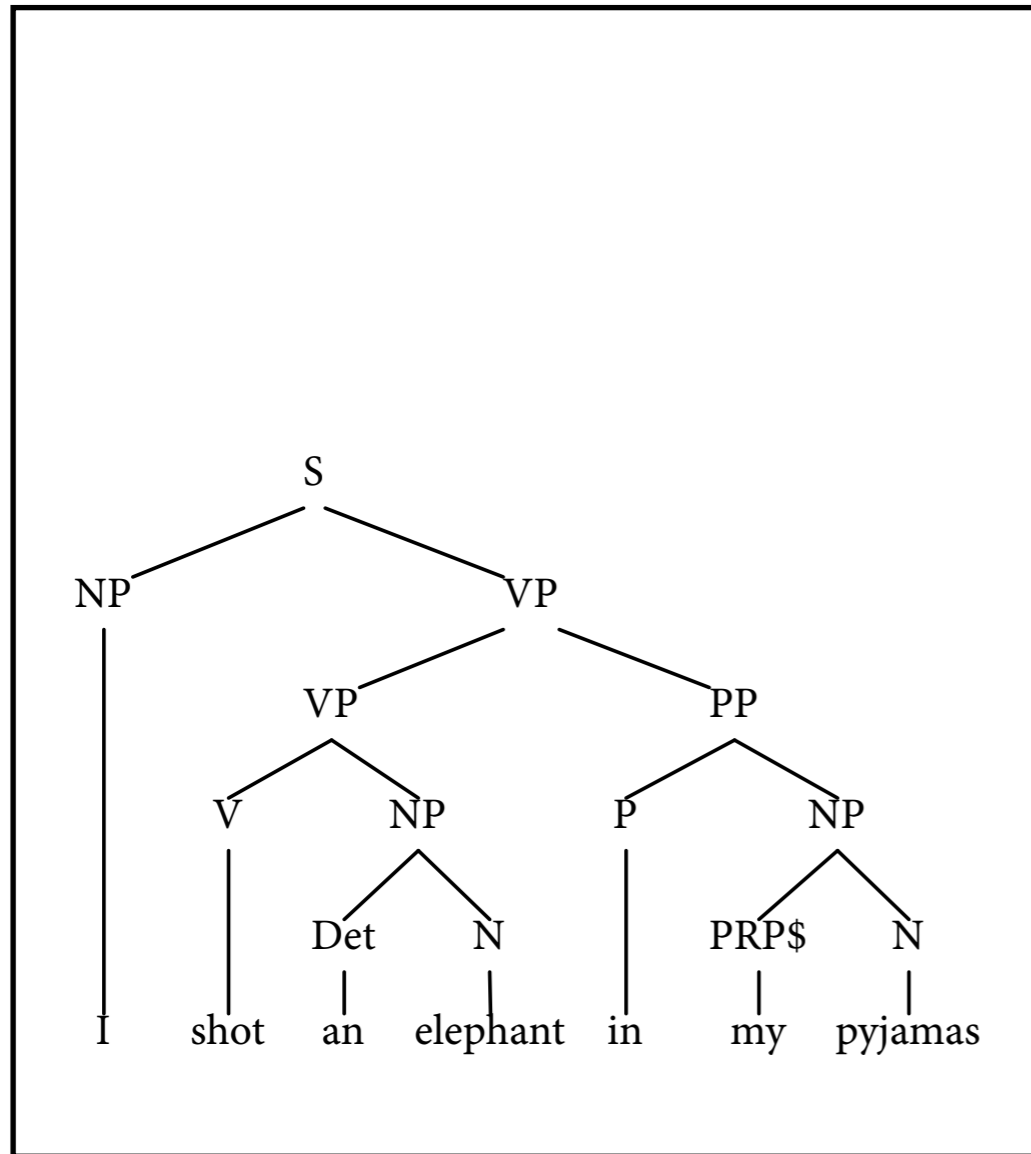 S
NP VP
VP PP
V NP P NP
Det N PRP$ N
I shot an elephant in my pyjamas